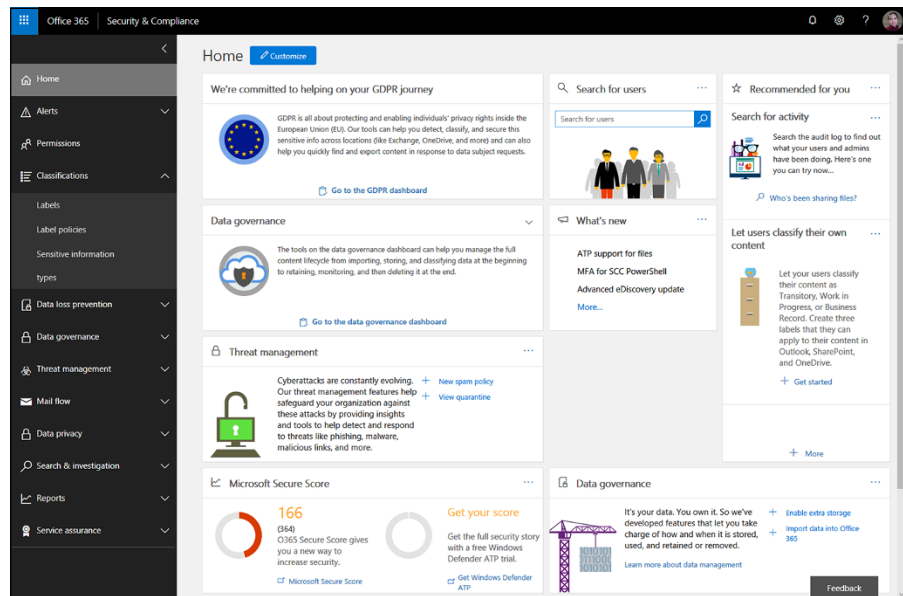 Office 365 Security & Compliance
Home
Alerts
Permissions
Classifications
Labels
Label policies
Sensitive information
types
Data loss prevention
Data governance
Threat management
Mail flow
Data privacy
Search & investigation
Reports
Service assurance
Home Customize
We're committed to helping on your GDPR journey
GDPR is all about protecting and enabling individuals' privacy rights inside the
European Union (EU). Our tools can help you detect, classify, and secure this
sensitive info across locations (like Exchange, OneDrive, and more) and can also
help you quickly find and export content in response to data subject requests.
Go to the GDPR dashboard
Search for users
Search for users
Recommended for you
Search for activity
Search the audit log to find out
what your users and admins
have been doing. Here's one
you can try now...
Who's been sharing files?
Data governance
The tools on the data governance dashboard can help you manage the full
content lifecycle from importing, storing, and classifying data at the beginning
to retaining, monitoring, and then deleting it at the end.
Go to the data governance dashboard
What's new
ATP support for files
MFA for SCC PowerShell
Advanced eDiscovery update
More...
Let users classify their own
content
Let your users classify
their content as
Transitory, Work in
Progress, or Business
Record. Create three
labels that they can
apply to their content in
Outlook, SharePoint,
and OneDrive.
Get started
More
Threat management
Cyberattacks are constantly evolving.
Our threat management features help
safeguard your organization against
these attacks by providing insights
and tools to help detect and respond
to threats like phishing, malware,
malicious links, and more.
New spam policy
View quarantine
Microsoft Secure Score
166
(364)
O365 Secure Score gives
you a new way to
increase security.
Microsoft Secure Score
Get your score
Get the full security story
with a free Windows
Defender ATP trial.
Get Windows Defender
ATP
Data governance
It's your data. You own it. So we've
developed features that let you take
charge of how and when it is stored,
used, and retained or removed.
Learn more about data management
Enable extra storage
Import data into Office
365
101010
111000
101010
Feedback